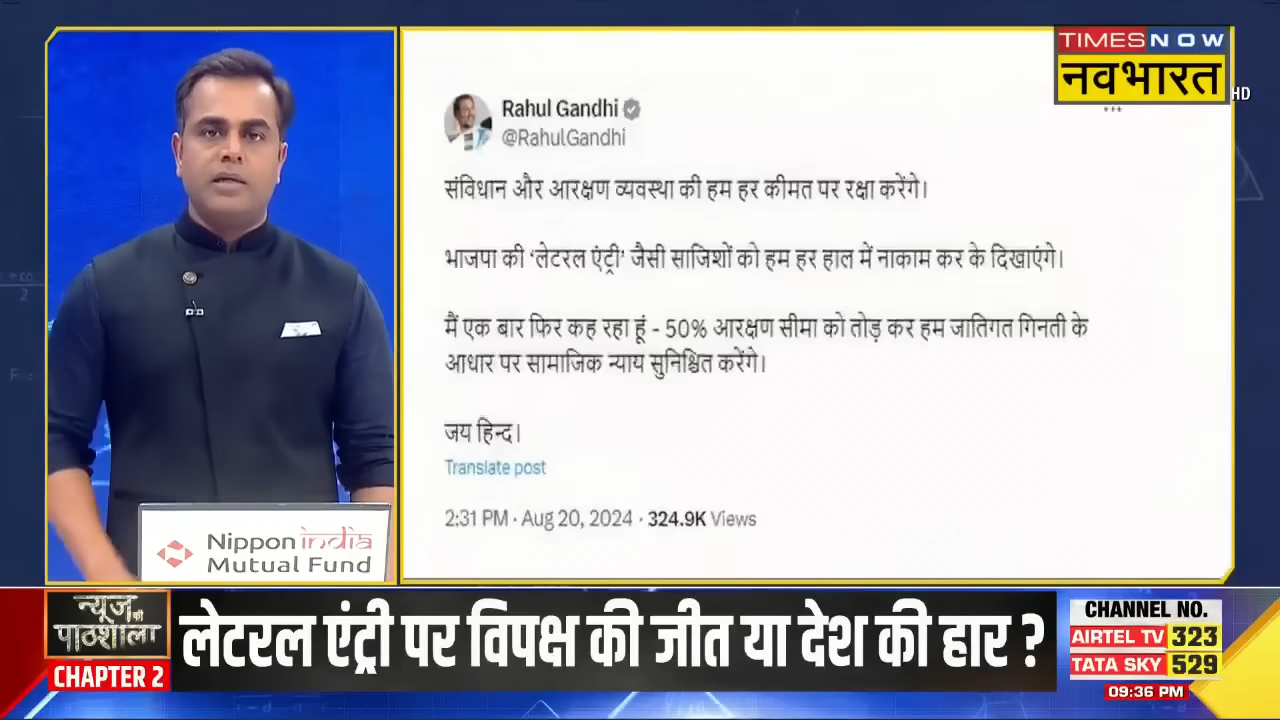 TIMES NOW
नवभारत
HD
Rahul Gandhi
@RahulGandhi
संविधान और आरक्षण व्यवस्था की हम हर कीमत पर रक्षा करेंगे।
भाजपा की ‘लेटरल एंट्री’ जैसी साजिशों को हम हर हाल में नाकाम कर के दिखाएंगे।
मैं एक बार फिर कह रहा हूं - 50% आरक्षण सीमा को तोड़ कर हम जातिगत गिनती के
आधार पर सामाजिक न्याय सुनिश्चित करेंगे।
जय हिन्द।
Translate post
2:31 PM · Aug 20, 2024 · 324.9K Views
Nippon india
Mutual Fund
न्यूज़ की
पाठशाला
CHAPTER 2
लेटरल एंट्री पर विपक्ष की जीत या देश की हार ?
CHANNEL NO.
AIRTEL TV 323
TATA SKY 529
09:36 PM